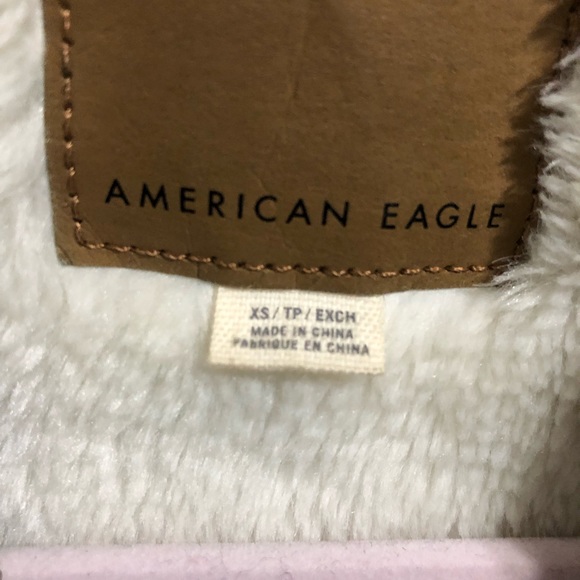 AMERICAN EAGLE
XS / TP / EXCH
MADE IN CHINA
FABRIQUE EN CHINA